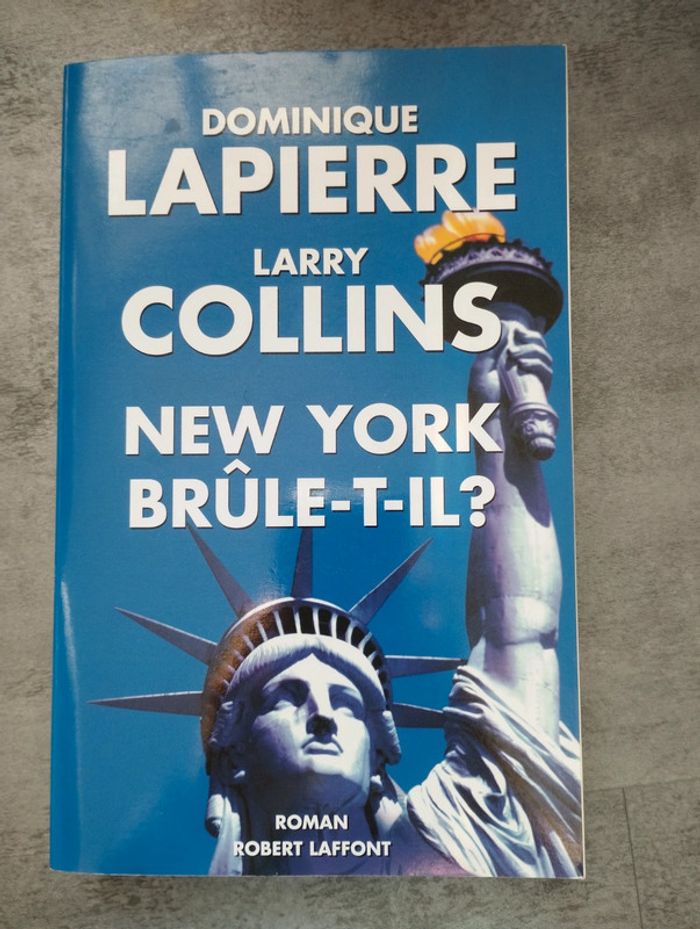 DOMINIQUE
LAPIERRE
LARRY
COLLINS
NEW YORK
BRÛLE-T-IL?
ROMAN
ROBERT LAFFONT